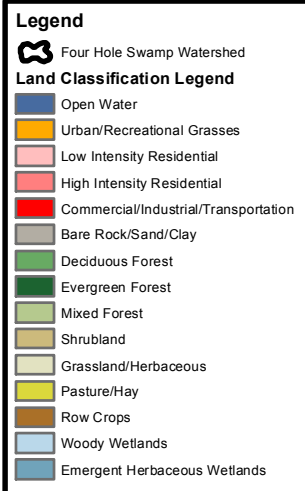 Legend
Four Hole Swamp Watershed
Land Classification Legend
Open Water
Urban/Recreational Grasses
Low Intensity Residential
High Intensity Residential
Commercial/Industrial/Transportation
Bare Rock/Sand/Clay
Deciduous Forest
Evergreen Forest
Mixed Forest
Shrubland
Grassland/Herbaceous
Pasture/Hay
Row Crops
Woody Wetlands
Emergent Herbaceous Wetlands